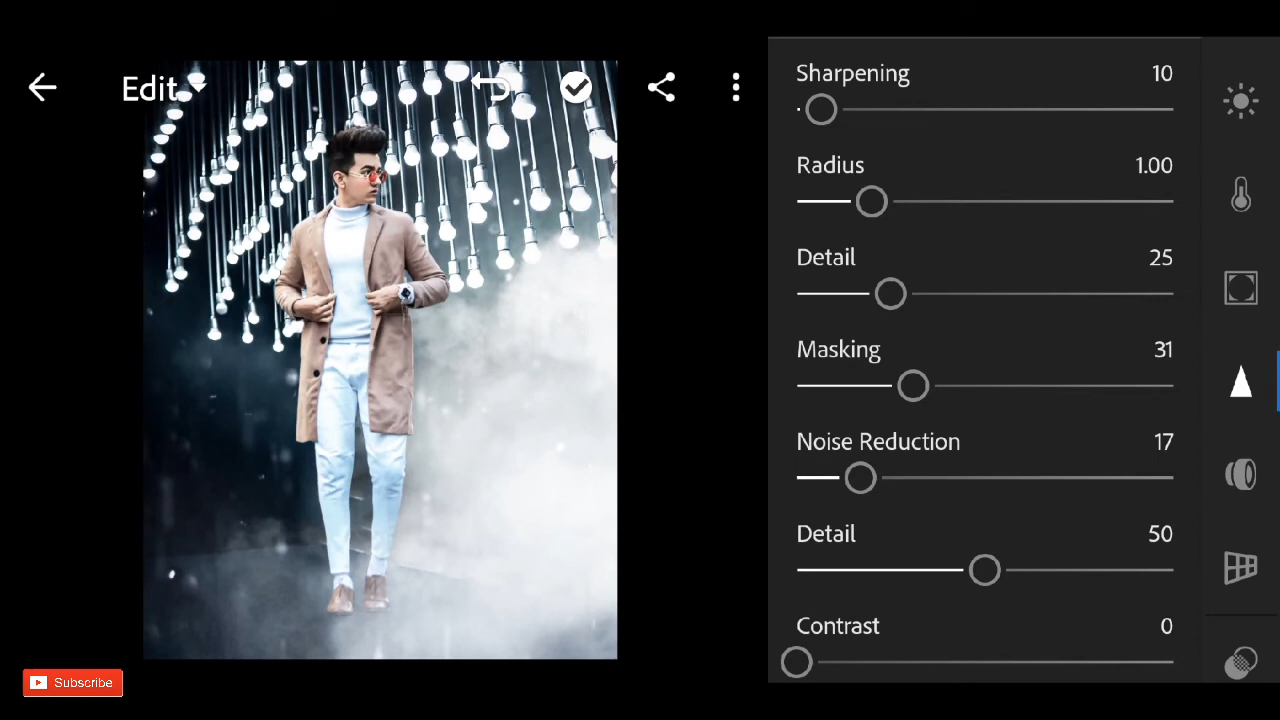 Edit
Sharpening 10
Radius 1.00
Detail 25
Masking 31
Noise Reduction 17
Detail 50
Contrast 0
Subscribe